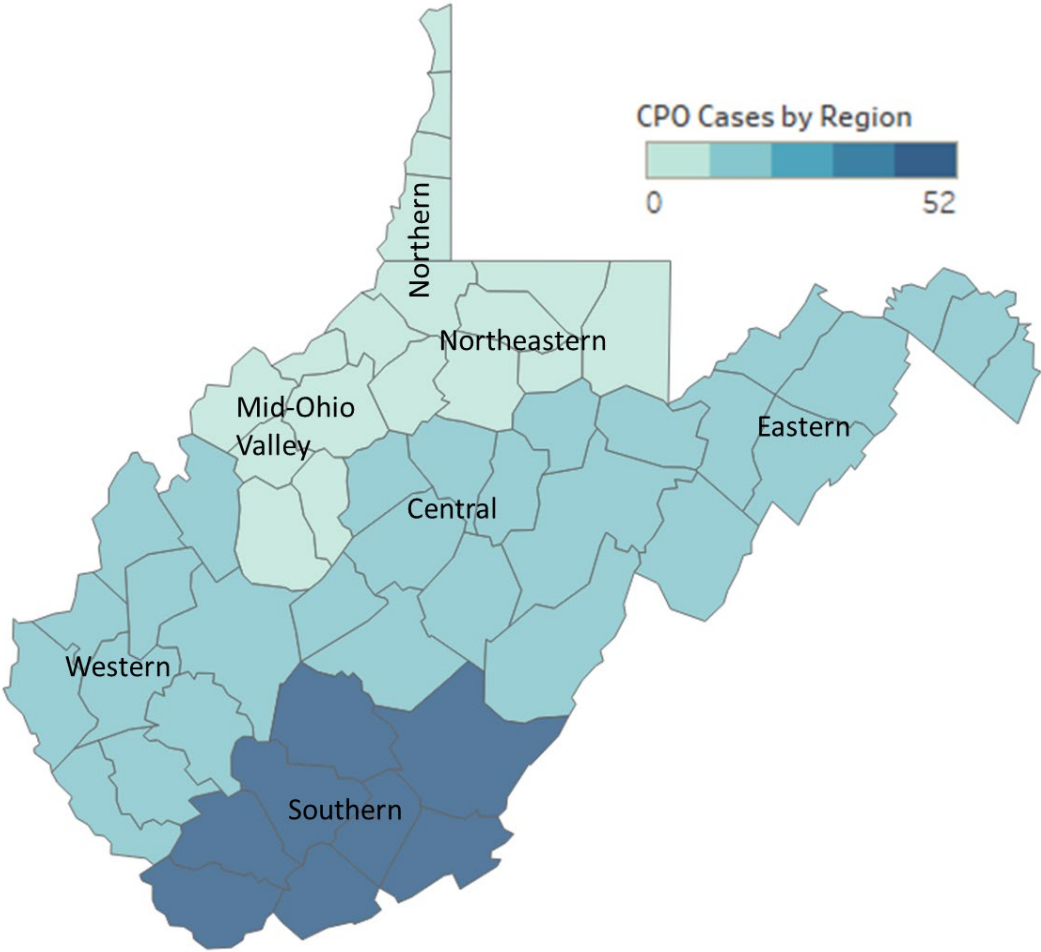 CPO Cases by Region
0 52
Northern
Northeastern
Mid-Ohio
Valley
Eastern
Central
Western
Southern